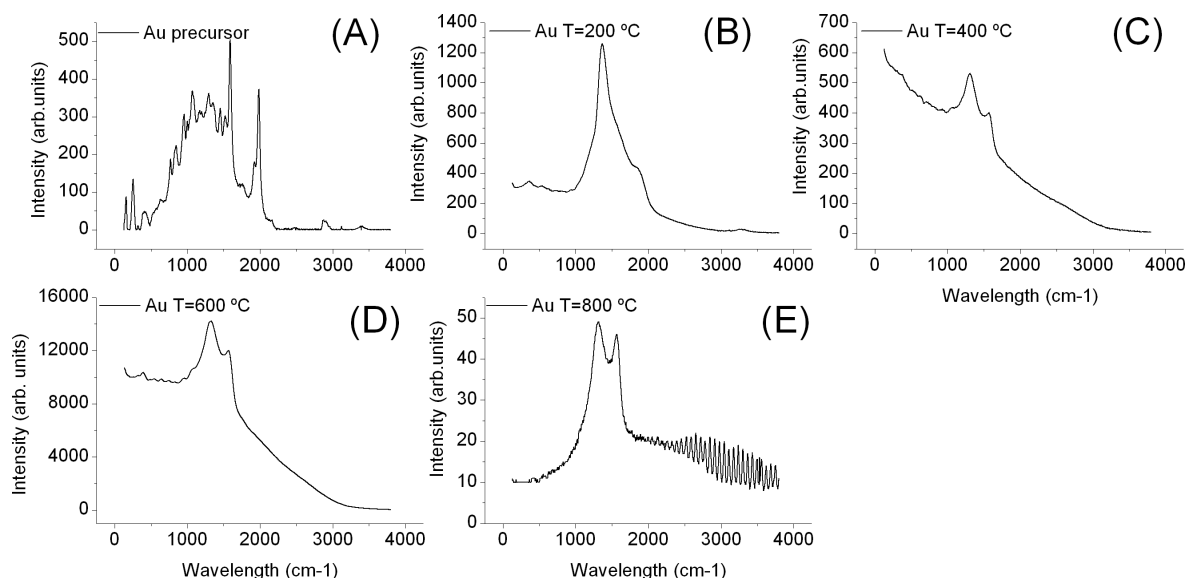 Au precursor
(A)
500
400
300
200
100
0
Intensity (arb.units)
0 1000 2000 3000 4000
Au T=200 ºC
(B)
1400
1200
1000
800
600
400
200
0
Intensity (arb.units)
0 1000 2000 3000 4000
Au T=400 ºC
(C)
700
600
500
400
300
200
100
0
Intensity (arb.units)
0 1000 2000 3000 4000
Wavelength (cm-1)
Au T=600 ºC
(D)
16000
12000
8000
4000
0
Intensity (arb. units)
0 1000 2000 3000 4000
Wavelength (cm-1)
Au T=800 ºC
(E)
50
40
30
20
10
0
Intensity (arb.units)
0 1000 2000 3000 4000
Wavelength (cm-1)